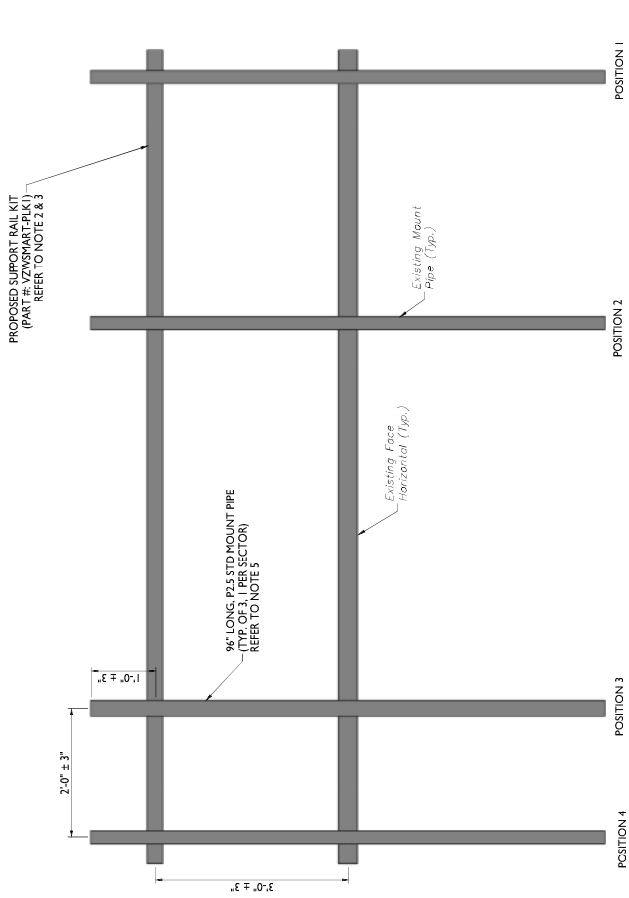 PROPOSED SUPPORT RAIL KIT
(PART #: VZWSMART-PLK1)
REFER TO NOTE 2 & 3
Existing Mount
Pipe (Typ.)
Existing Face
Horizontal (Typ.)
96" LONG, P2.5 STD MOUNT PIPE
(TYP. OF 3, 1 PER SECTOR)
REFER TO NOTE 5
1'-0" ± 3"
2'-0" ± 3"
3'-0" ± 3"
POSITION 1
POSITION 2
POSITION 3
POSITION 4